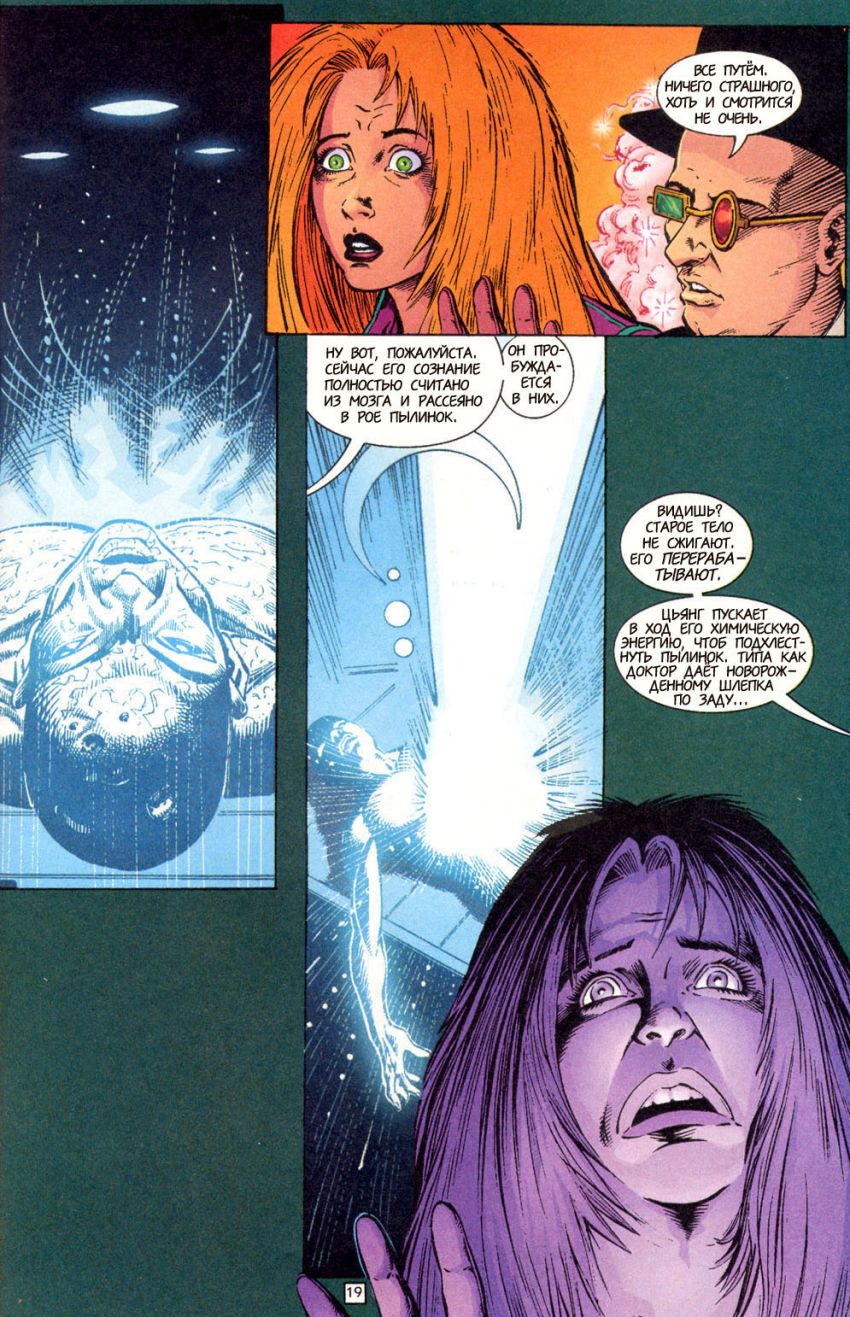 ВСЕ ПУТЁМ.
НИЧЕГО СТРАШНОГО,
ХОТЬ И СМОТРИТСЯ
НЕ ОЧЕНЬ.
НУ ВОТ, ПОЖАЛУЙСТА.
СЕЙЧАС ЕГО СОЗНАНИЕ
ПОЛНОСТЬЮ СЧИТАНО
ИЗ МОЗГА И РАССЕЯНО
В РОЕ ПЫЛИНОК.
ОН ПРО-
БУЖДА-
ЕТСЯ
В НИХ.
ВИДИШЬ?
СТАРОЕ ТЕЛО
НЕ СЖИГАЮТ.
ЕГО ПЕРЕРАБА-
ТЫВАЮТ.
ЦЬЯНГ ПУСКАЕТ
В ХОД ЕГО ХИМИЧЕСКУЮ
ЭНЕРГИЮ, ЧТОБ ПОДХЛЕСТ-
НУТЬ ПЫЛИНОК. ТИПА КАК
ДОКТОР ДАЁТ НОВОРОЖ-
ДЕННОМУ ШЛЕПКА
ПО ЗАДУ...
19